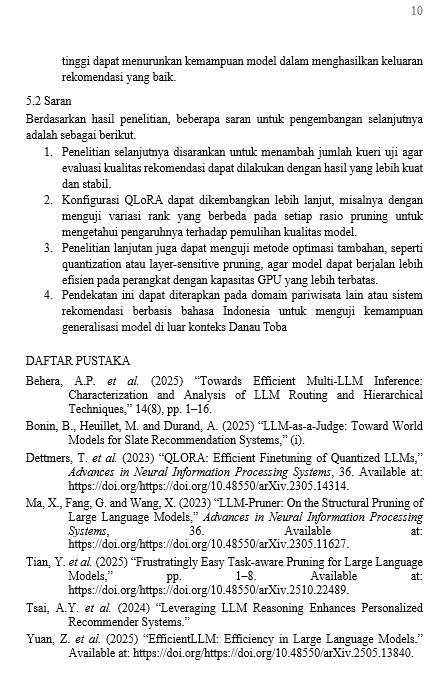 10
tinggi dapat menurunkan kemampuan model dalam menghasilkan keluaran
rekomendasi yang baik.
5.2 Saran
Berdasarkan hasil penelitian, beberapa saran untuk pengembangan selanjutnya
adalah sebagai berikut.
1. Penelitian selanjutnya disarankan untuk menambah jumlah kueri uji agar
evaluasi kualitas rekomendasi dapat dilakukan dengan hasil yang lebih kuat
dan stabil.
2. Konfigurasi QLoRA dapat dikembangkan lebih lanjut, misalnya dengan
menguji variasi rank yang berbeda pada setiap rasio pruning untuk
mengetahui pengaruhnya terhadap pemulihan kualitas model.
3. Penelitian lanjutan juga dapat menguji metode optimasi tambahan, seperti
quantization atau layer-sensitive pruning, agar model dapat berjalan lebih
efisien pada perangkat dengan kapasitas GPU yang lebih terbatas.
4. Pendekatan ini dapat diterapkan pada domain pariwisata lain atau sistem
rekomendasi berbasis bahasa Indonesia untuk menguji kemampuan
generalisasi model di luar konteks Danau Toba
DAFTAR PUSTAKA
Behera, A.P. et al. (2025) “Towards Efficient Multi-LLM Inference:
Characterization and Analysis of LLM Routing and Hierarchical
Techniques,” 14(8), pp. 1–16.
Bonin, B., Heuillet, M. and Durand, A. (2025) “LLM-as-a-Judge: Toward World
Models for Slate Recommendation Systems,” (i).
Dettmers, T. et al. (2023) “QLORA: Efficient Finetuning of Quantized LLMs,”
Advances in Neural Information Processing Systems, 36. Available at:
https://doi.org/https://doi.org/10.48550/arXiv.2305.14314.
Ma, X., Fang, G. and Wang, X. (2023) “LLM-Pruner: On the Structural Pruning of
Large Language Models,” Advances in Neural Information Processing
Systems, 36. Available at:
https://doi.org/https://doi.org/10.48550/arXiv.2305.11627.
Tian, Y. et al. (2025) “Frustratingly Easy Task-aware Pruning for Large Language
Models,” pp. 1–8. Available at:
https://doi.org/https://doi.org/10.48550/arXiv.2510.22489.
Tsai, A.Y. et al. (2024) “Leveraging LLM Reasoning Enhances Personalized
Recommender Systems.”
Yuan, Z. et al. (2025) “EfficientLLM: Efficiency in Large Language Models.”
Available at: https://doi.org/https://doi.org/10.48550/arXiv.2505.13840.